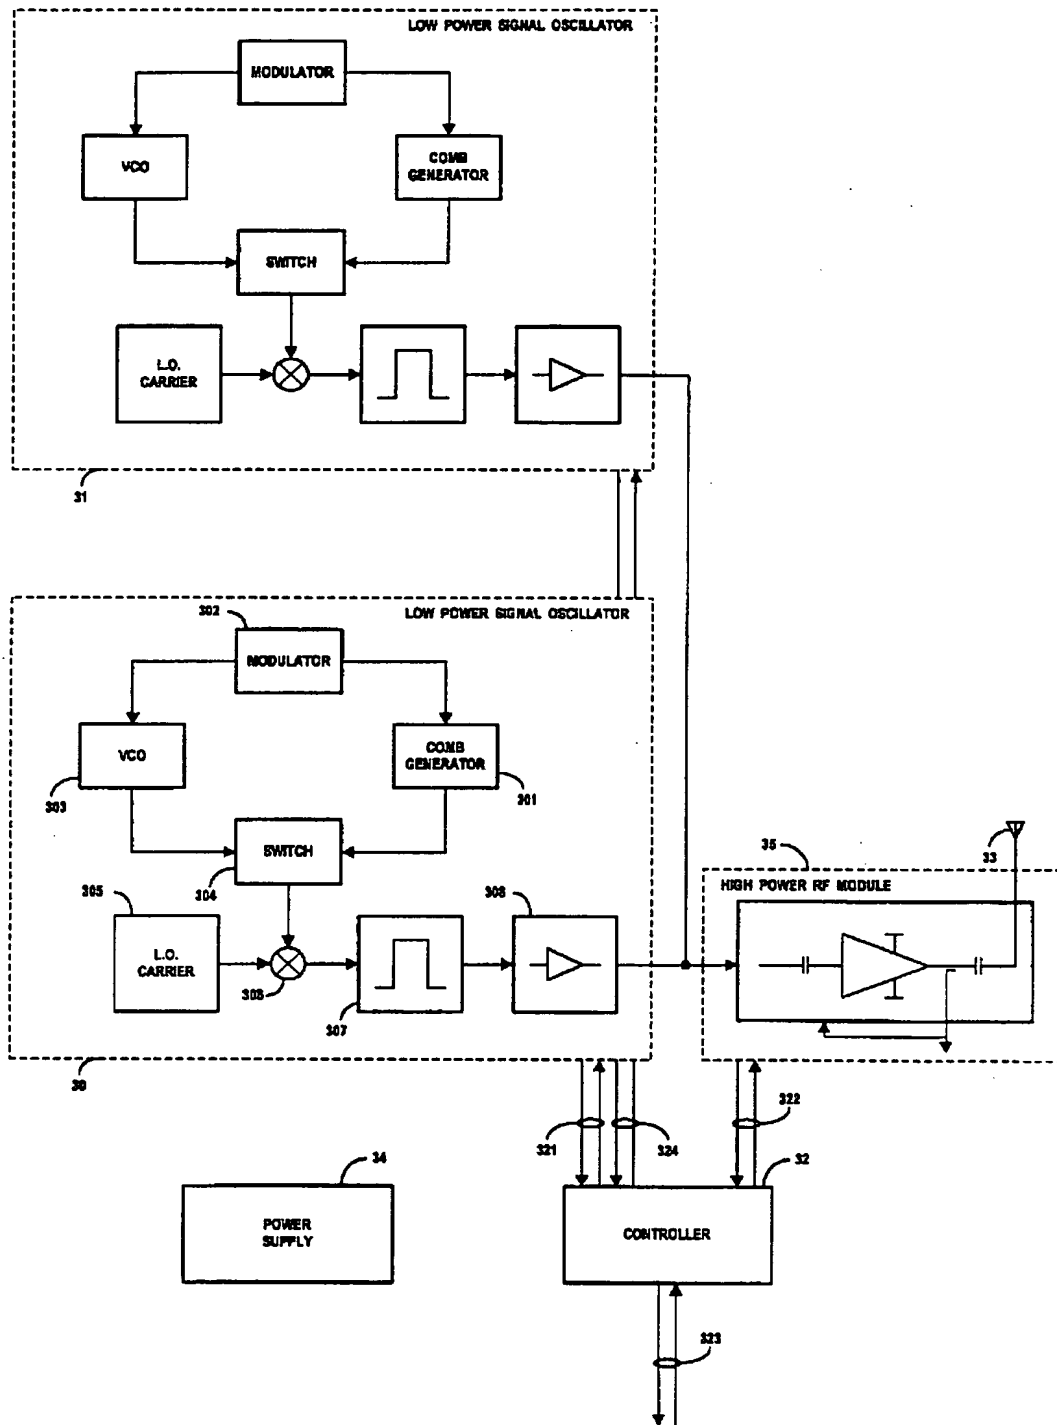 LOW POWER SIGNAL OSCILLATOR
MODULATOR
VCO
COMB
GENERATOR
SWITCH
L.O.
CARRIER
31
LOW POWER SIGNAL OSCILLATOR
302
MODULATOR
VCO
COMB
GENERATOR
303
301
SWITCH
304
305
308
L.O.
CARRIER
307
30
35
33
HIGH POWER RF MODULE
321
324
322
34
32
POWER
SUPPLY
CONTROLLER
323